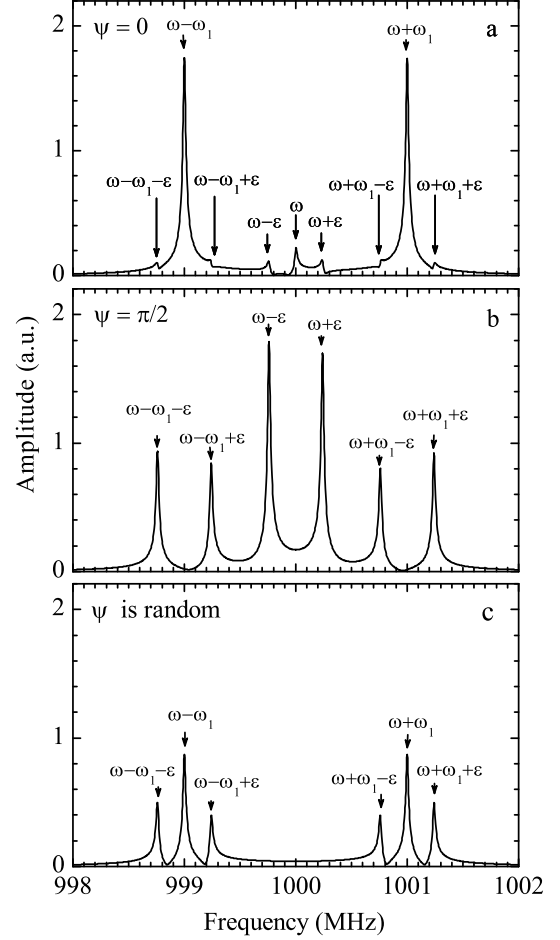 2
ψ = 0
ω−ω₁
ω+ω₁
a
1
ω−ω₁−ε
ω−ω₁+ε
ω−ε
ω
ω+ε
ω+ω₁−ε
ω+ω₁+ε
0
2
ψ = π/2
ω−ε
ω+ε
b
Amplitude (a.u.)
1
ω−ω₁−ε
ω−ω₁+ε
ω+ω₁−ε
ω+ω₁+ε
0
2
ψ is random
c
1
ω−ω₁
ω+ω₁
ω−ω₁−ε
ω−ω₁+ε
ω+ω₁−ε
ω+ω₁+ε
0
998 999 1000 1001 1002
Frequency (MHz)